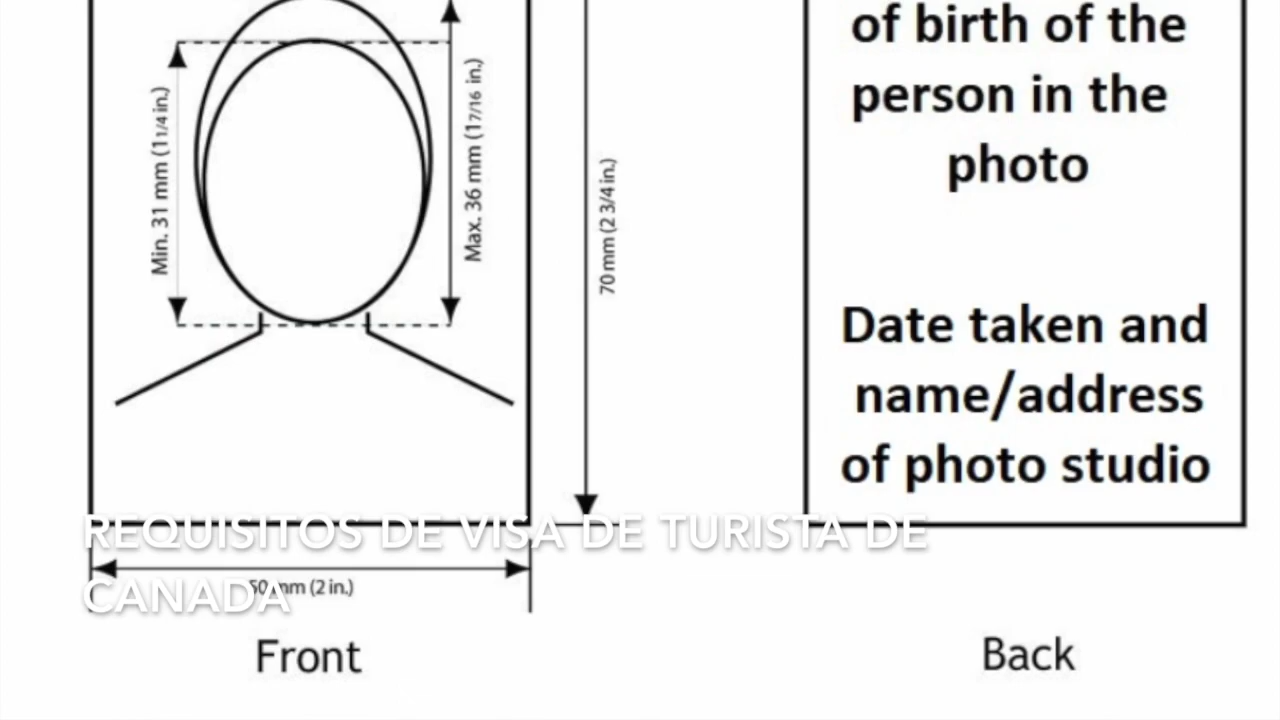 of birth of the
person in the
photo
Date taken and
name/address
of photo studio
Min. 31 mm (1 1/4 in.)
Max. 36 mm (1 7/16 in.)
70 mm (2 3/4 in.)
REQUISITOS DE VISA DE TURISTA DE
CANADA
50 mm (2 in.)
Front
Back